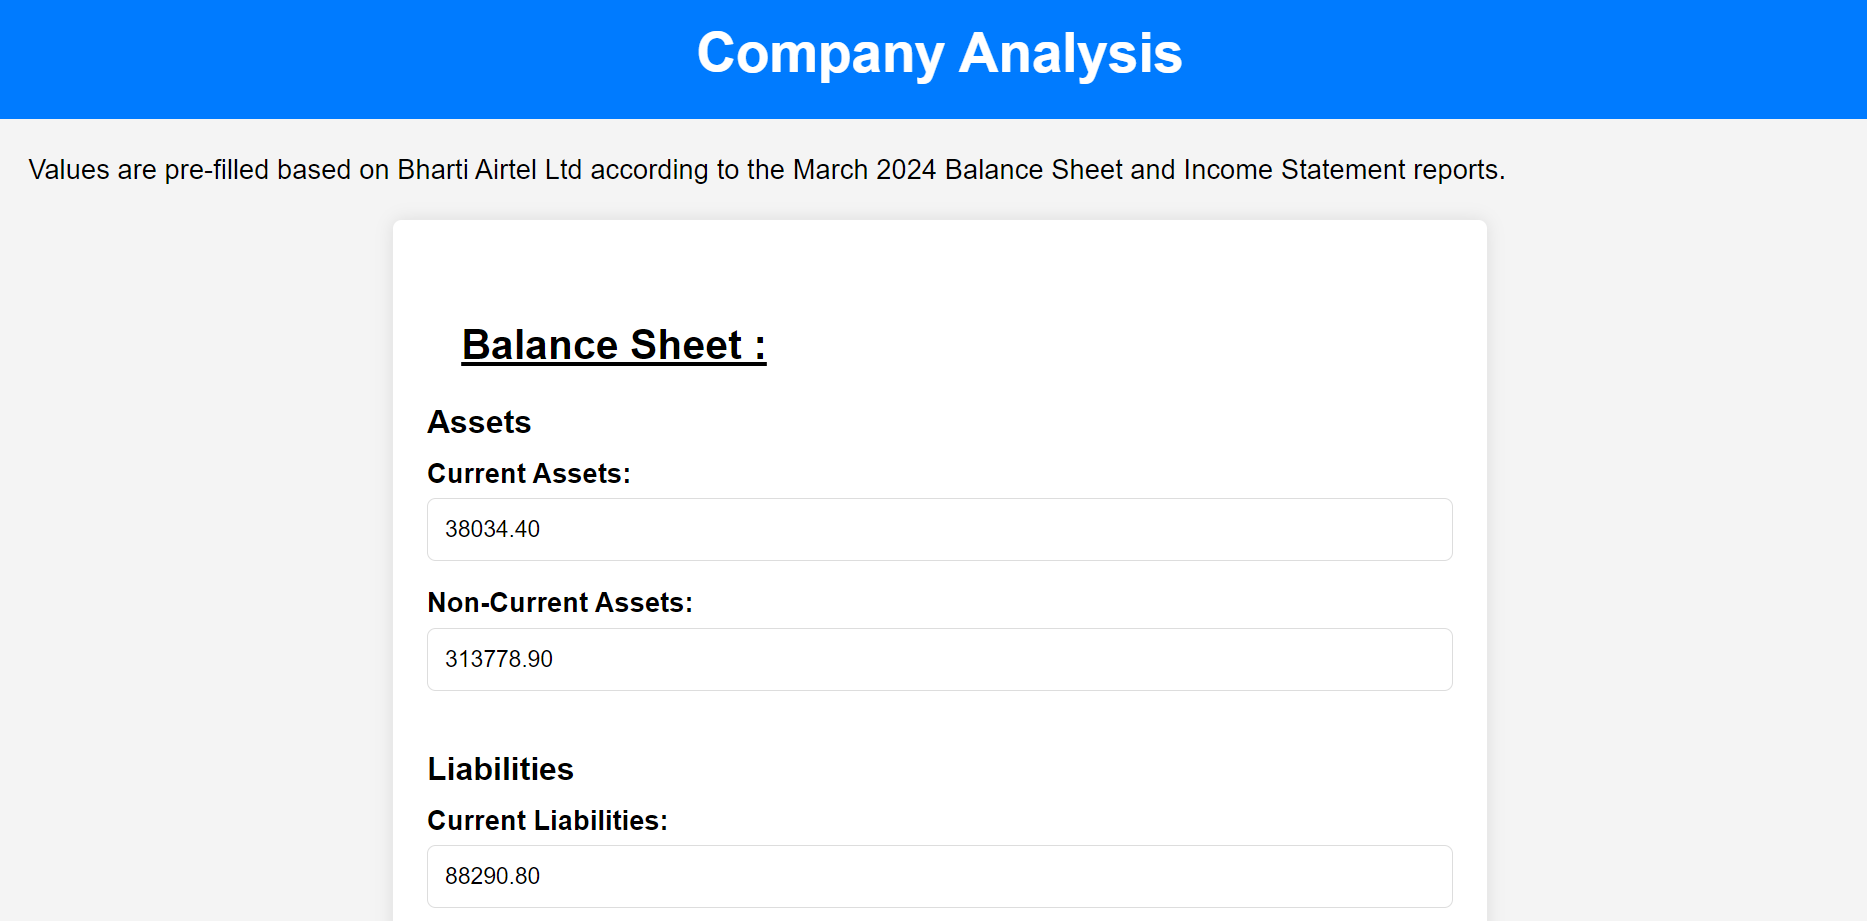 Company Analysis
Values are pre-filled based on Bharti Airtel Ltd according to the March 2024 Balance Sheet and Income Statement reports.
Balance Sheet :
Assets
Current Assets:
38034.40
Non-Current Assets:
313778.90
Liabilities
Current Liabilities:
88290.80